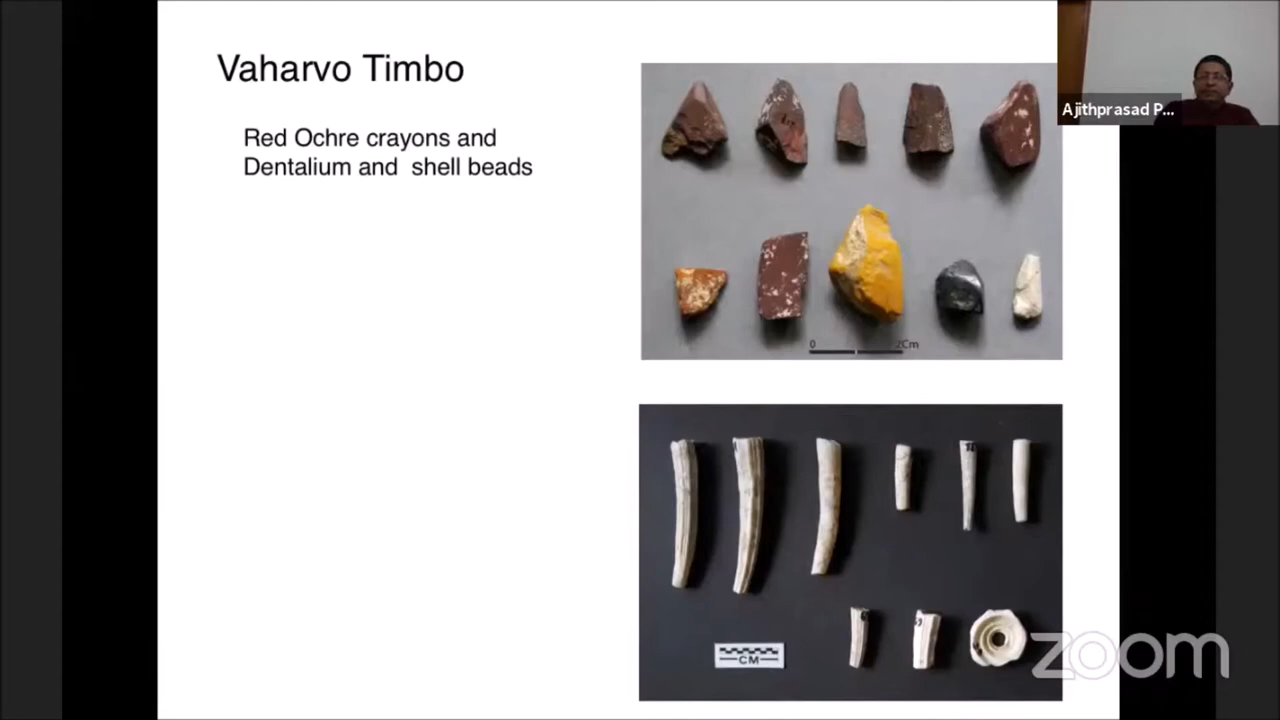 Vaharvo Timbo
Red Ochre crayons and
Dentalium and shell beads
Ajithprasad P...
0 2Cm
CM
zoom